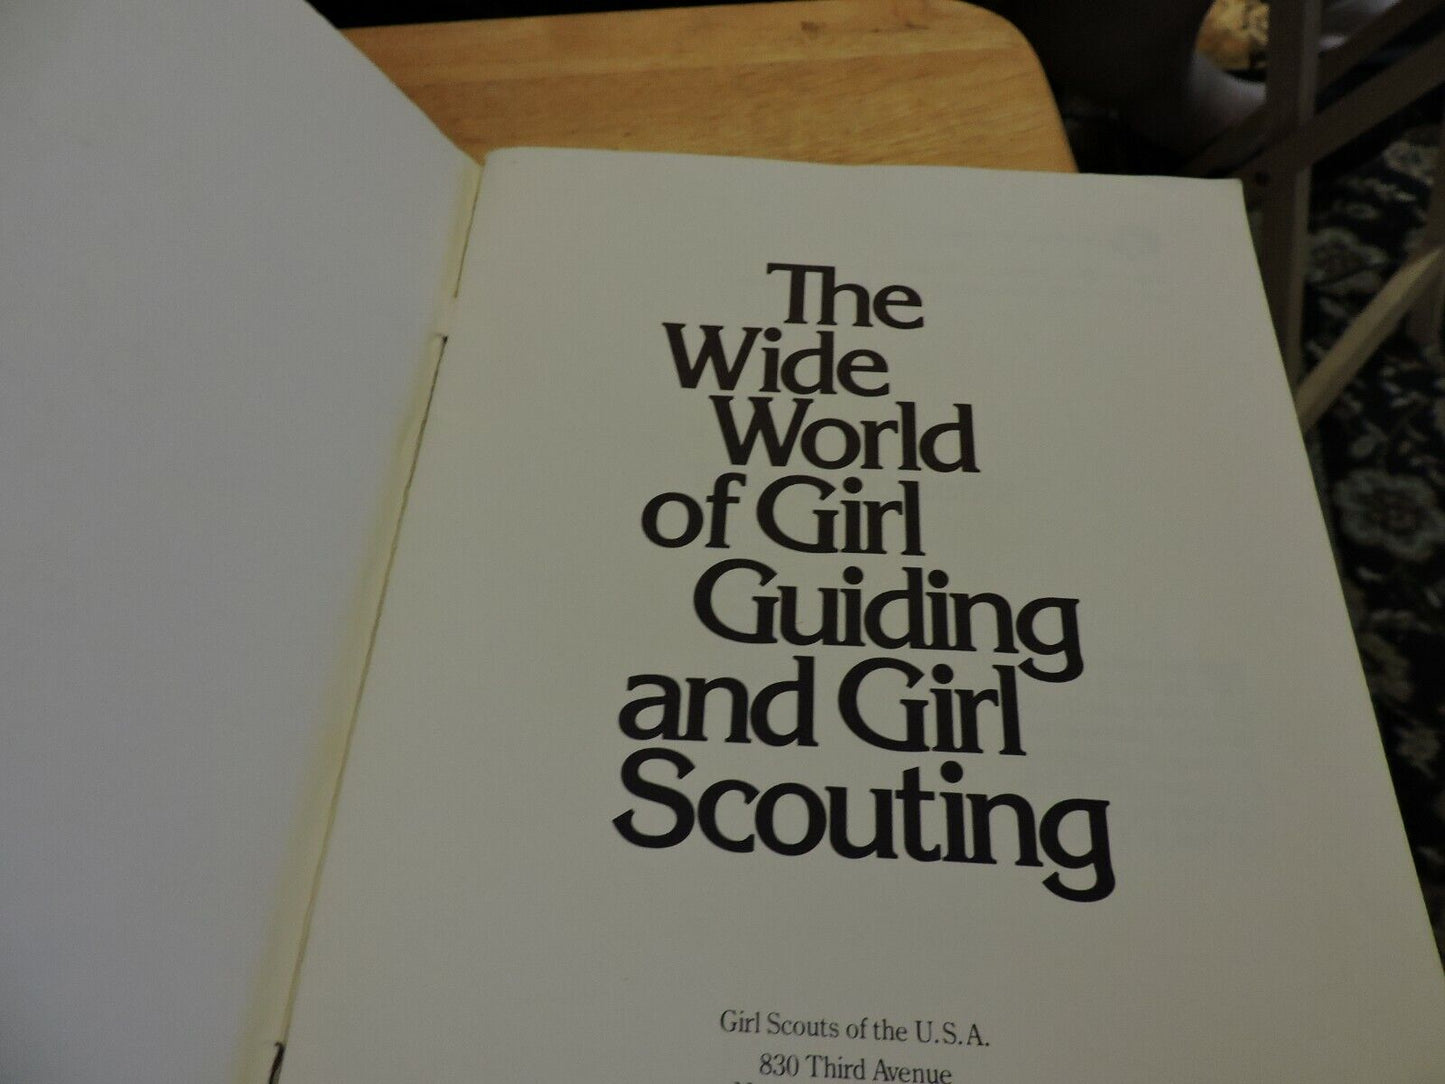 The
Wide
World
of Girl
Guiding
and Girl
Scouting
Girl Scouts of the U.S.A.
830 Third Avenue